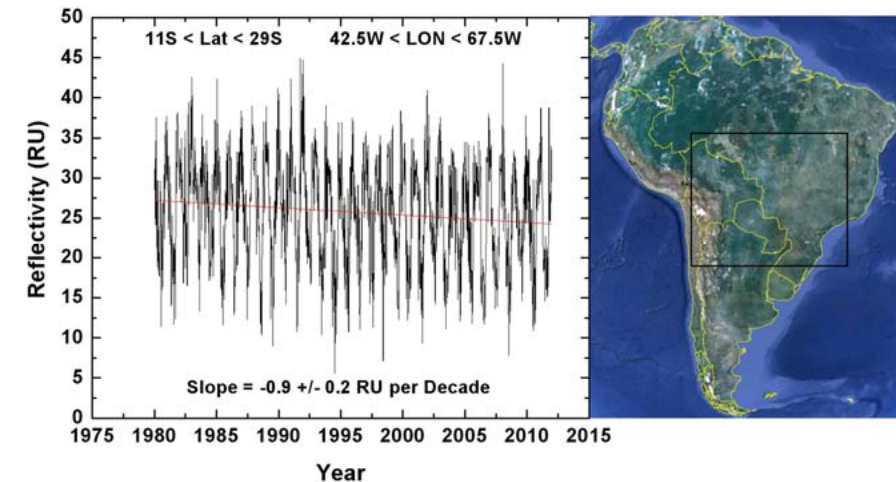 11S < Lat < 29S 42.5W < LON < 67.5W
Reflectivity (RU)
50
45
40
35
30
25
20
15
10
5
0
Slope = -0.9 +/- 0.2 RU per Decade
1975 1980 1985 1990 1995 2000 2005 2010 2015
Year